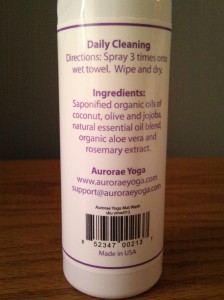 Daily Cleaning
Directions: Spray 3 times onto
wet towel. Wipe and dry.
Ingredients:
Saponified organic oils of
coconut, olive and jojoba,
natural essential oil blend,
organic aloe vera and
rosemary extract.
Aurorae Yoga
www.auroraeyoga.com
support@auroraeyoga.com
Aurorae Yoga Mat Wash
8 52347 00213
Made in USA